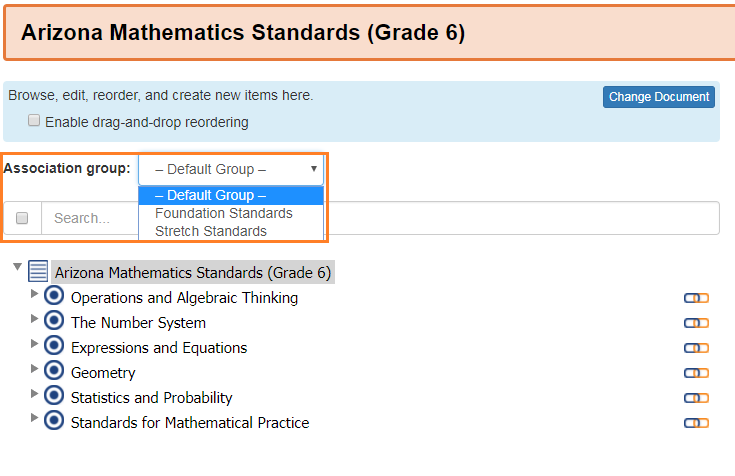 Arizona Mathematics Standards (Grade 6)
Browse, edit, reorder, and create new items here.
Change Document
Enable drag-and-drop reordering
Association group:
– Default Group –
– Default Group –
Foundation Standards
Stretch Standards
Search...
Arizona Mathematics Standards (Grade 6)
Operations and Algebraic Thinking
The Number System
Expressions and Equations
Geometry
Statistics and Probability
Standards for Mathematical Practice